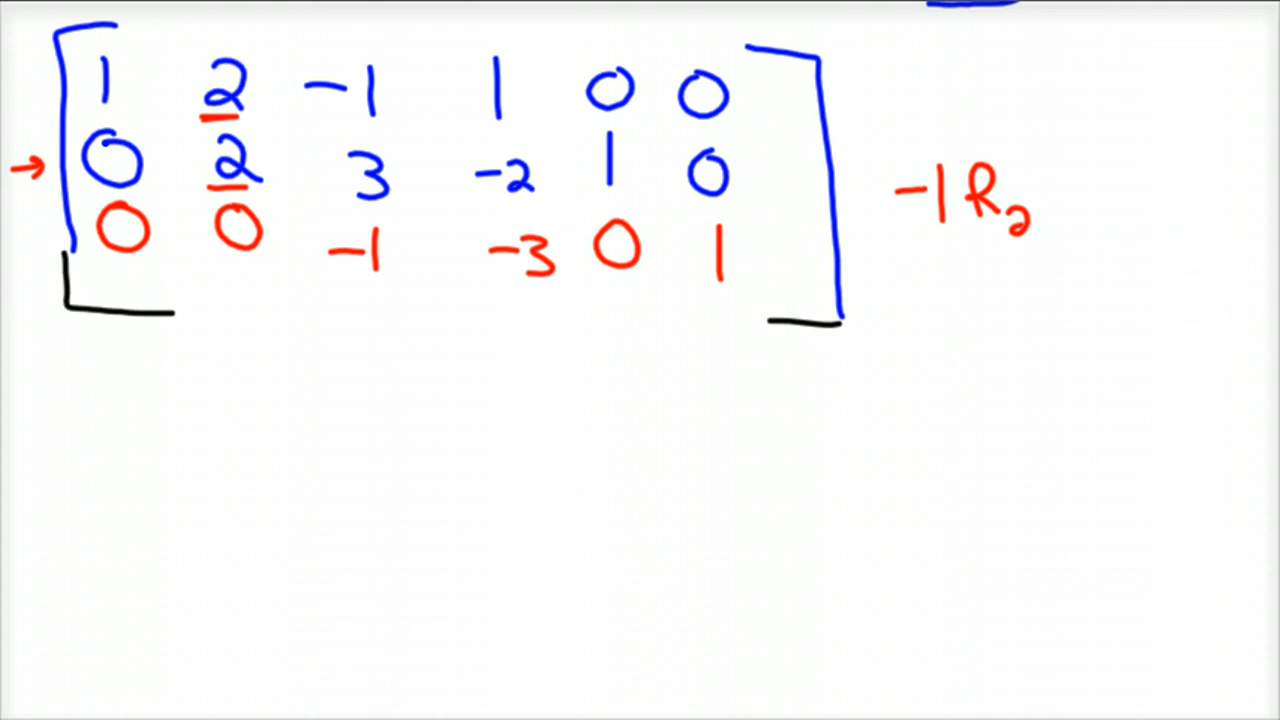 1 2 -1 1 0 0
→ 0 2 3 -2 1 0 -1R₂
0 0 -1 -3 0 1